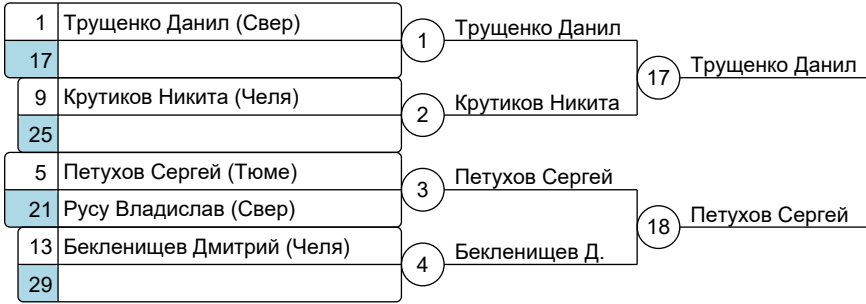 1 Трущенко Данил (Свер)
17
1
Трущенко Данил
9 Крутиков Никита (Челя)
25
2
Крутиков Никита
17
Трущенко Данил
5 Петухов Сергей (Тюме)
21 Русу Владислав (Свер)
3
Петухов Сергей
13 Бекленищев Дмитрий (Челя)
29
4
Бекленищев Д.
18
Петухов Сергей